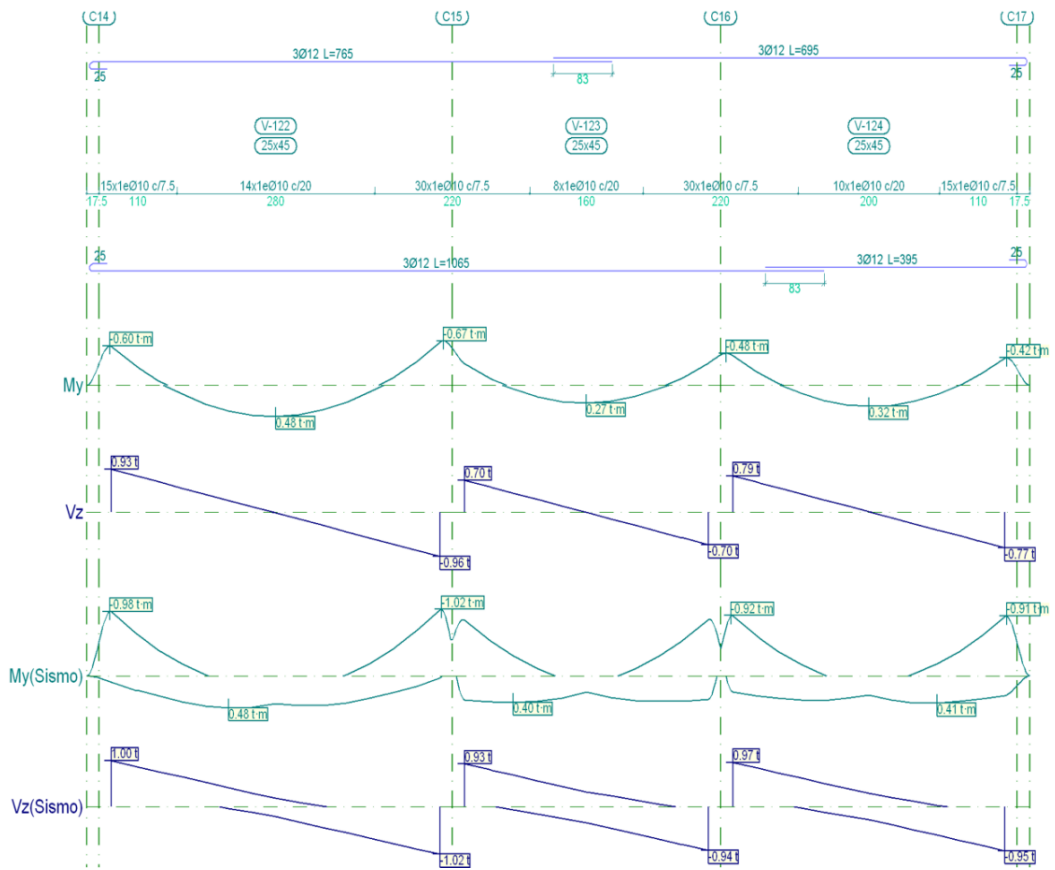 C14 C15 C16 C17
3Ø12 L=765 3Ø12 L=695
25 83 25
V-122 V-123 V-124
25x45 25x45 25x45
15x1eØ10 c/7.5 14x1eØ10 c/20 30x1eØ10 c/7.5 8x1eØ10 c/20 30x1eØ10 c/7.5 10x1eØ10 c/20 15x1eØ10 c/7.5
17.5 110 280 220 160 220 200 110 17.5
25 3Ø12 L=1065 3Ø12 L=395 25
83
-0.60 t·m -0.67 t·m -0.48 t·m -0.42 t·m
My
0.48 t·m 0.27 t·m 0.32 t·m
0.93 t 0.70 t 0.79 t
Vz
-0.96 t -0.70 t -0.77 t
-0.98 t·m -1.02 t·m -0.92 t·m -0.91 t·m
My(Sismo)
0.48 t·m 0.40 t·m 0.41 t·m
1.00 t 0.93 t 0.97 t
Vz(Sismo)
-1.02 t -0.94 t -0.95 t